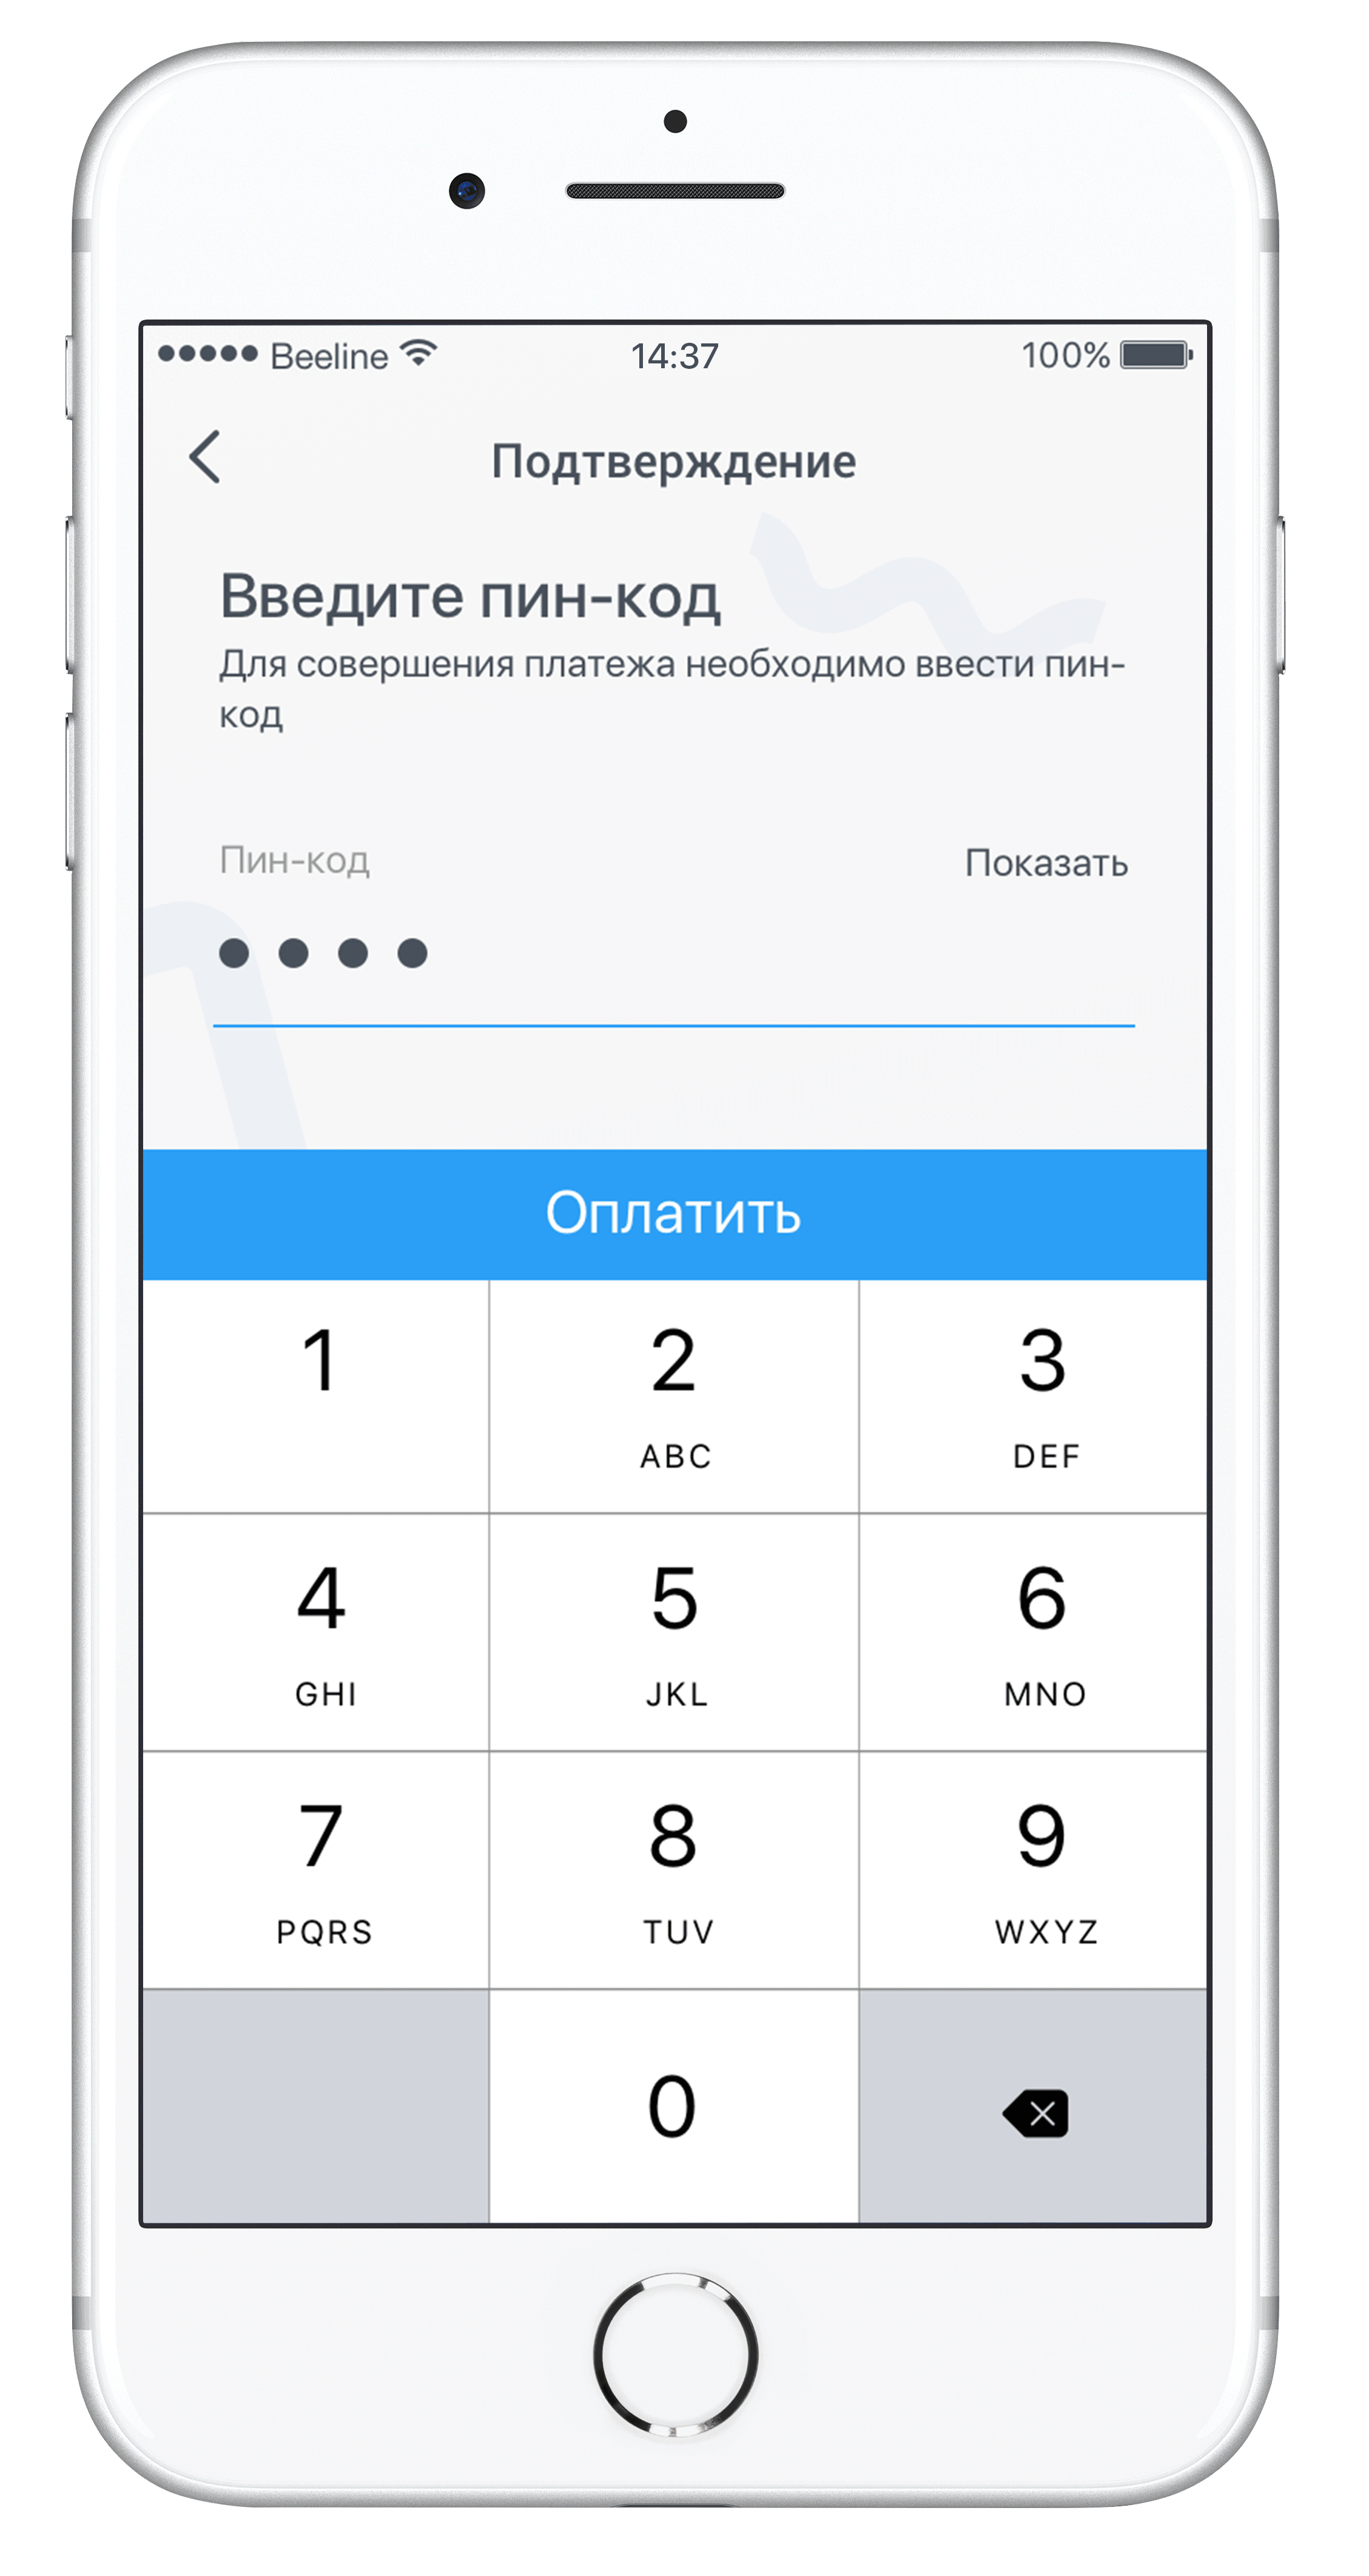 Beeline 14:37 100%
Подтверждение
Введите пин-код
Для совершения платежа необходимо ввести пин-
код
Пин-код Показать
Оплатить
1 2 3
ABC DEF
4 5 6
GHI JKL MNO
7 8 9
PQRS TUV WXYZ
0